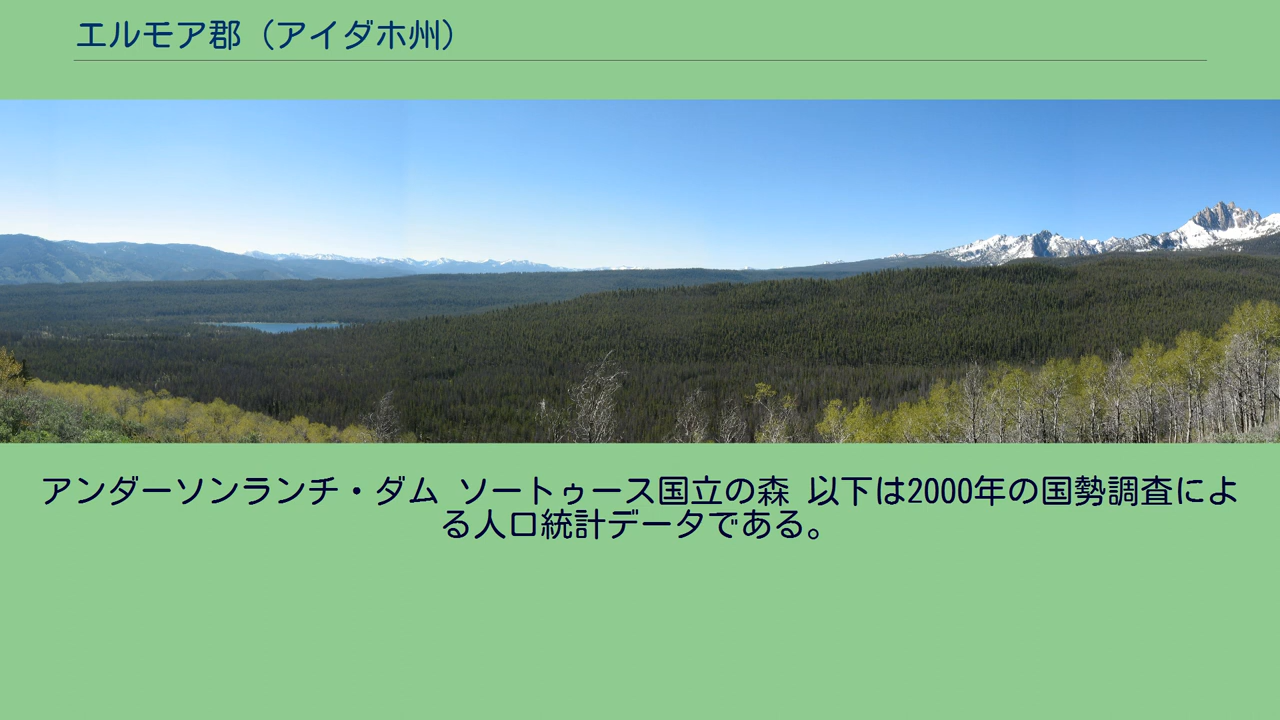 エルモア郡（アイダホ州）
アンダーソンランチ・ダム ソートゥース国立の森 以下は2000年の国勢調査によ
る人口統計データである。